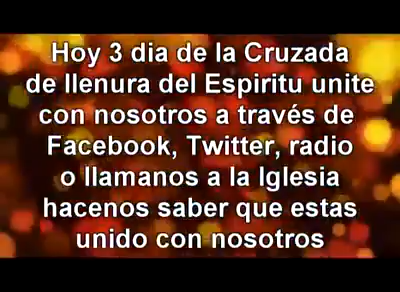 Hoy 3 dia de la Cruzada
de llenura del Espiritu unite
con nosotros a través de
Facebook, Twitter, radio
o llamanos a la Iglesia
hacenos saber que estas
unido con nosotros